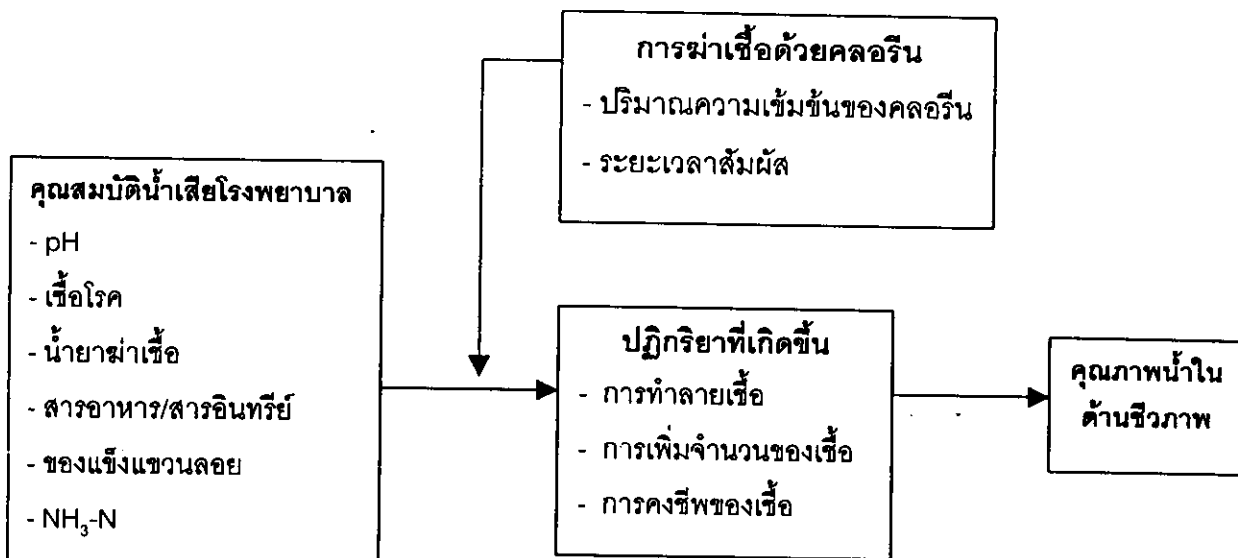 การฆ่าเชื้อด้วยคลอรีน
- ปริมาณความเข้มข้นของคลอรีน
- ระยะเวลาสัมผัส
คุณสมบัติน้ำเสียโรงพยาบาล
- pH
- เชื้อโรค
- น้ำยาฆ่าเชื้อ
- สารอาหาร/สารอินทรีย์
- ของแข็งแขวนลอย
- NH₃-N
ปฏิกริยาที่เกิดขึ้น
- การทำลายเชื้อ
- การเพิ่มจำนวนของเชื้อ
- การคงชีพของเชื้อ
คุณภาพน้ำใน
ด้านชีวภาพ